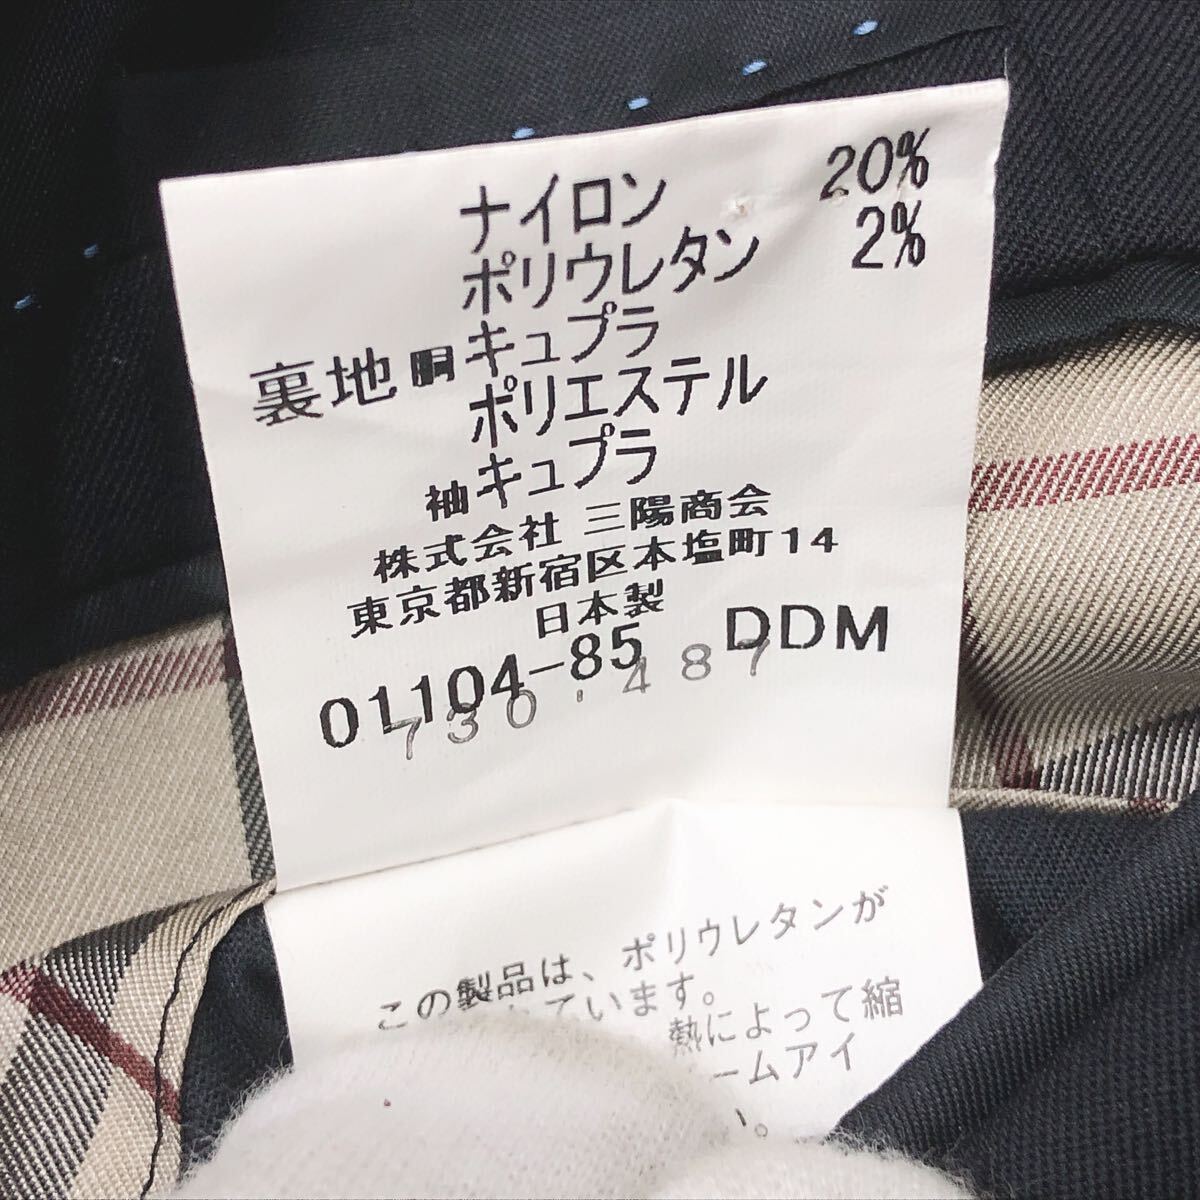 ナイロン 20%
ポリウレタン 2%
裏地 胴 キュプラ
ポリエステル
袖 キュプラ
株式会社 三陽商会
東京都新宿区本塩町14
日本製
01104-85 DDM
730.487
この製品は、ポリウレタンが
ています。
熱によって縮
ームアイ
い。